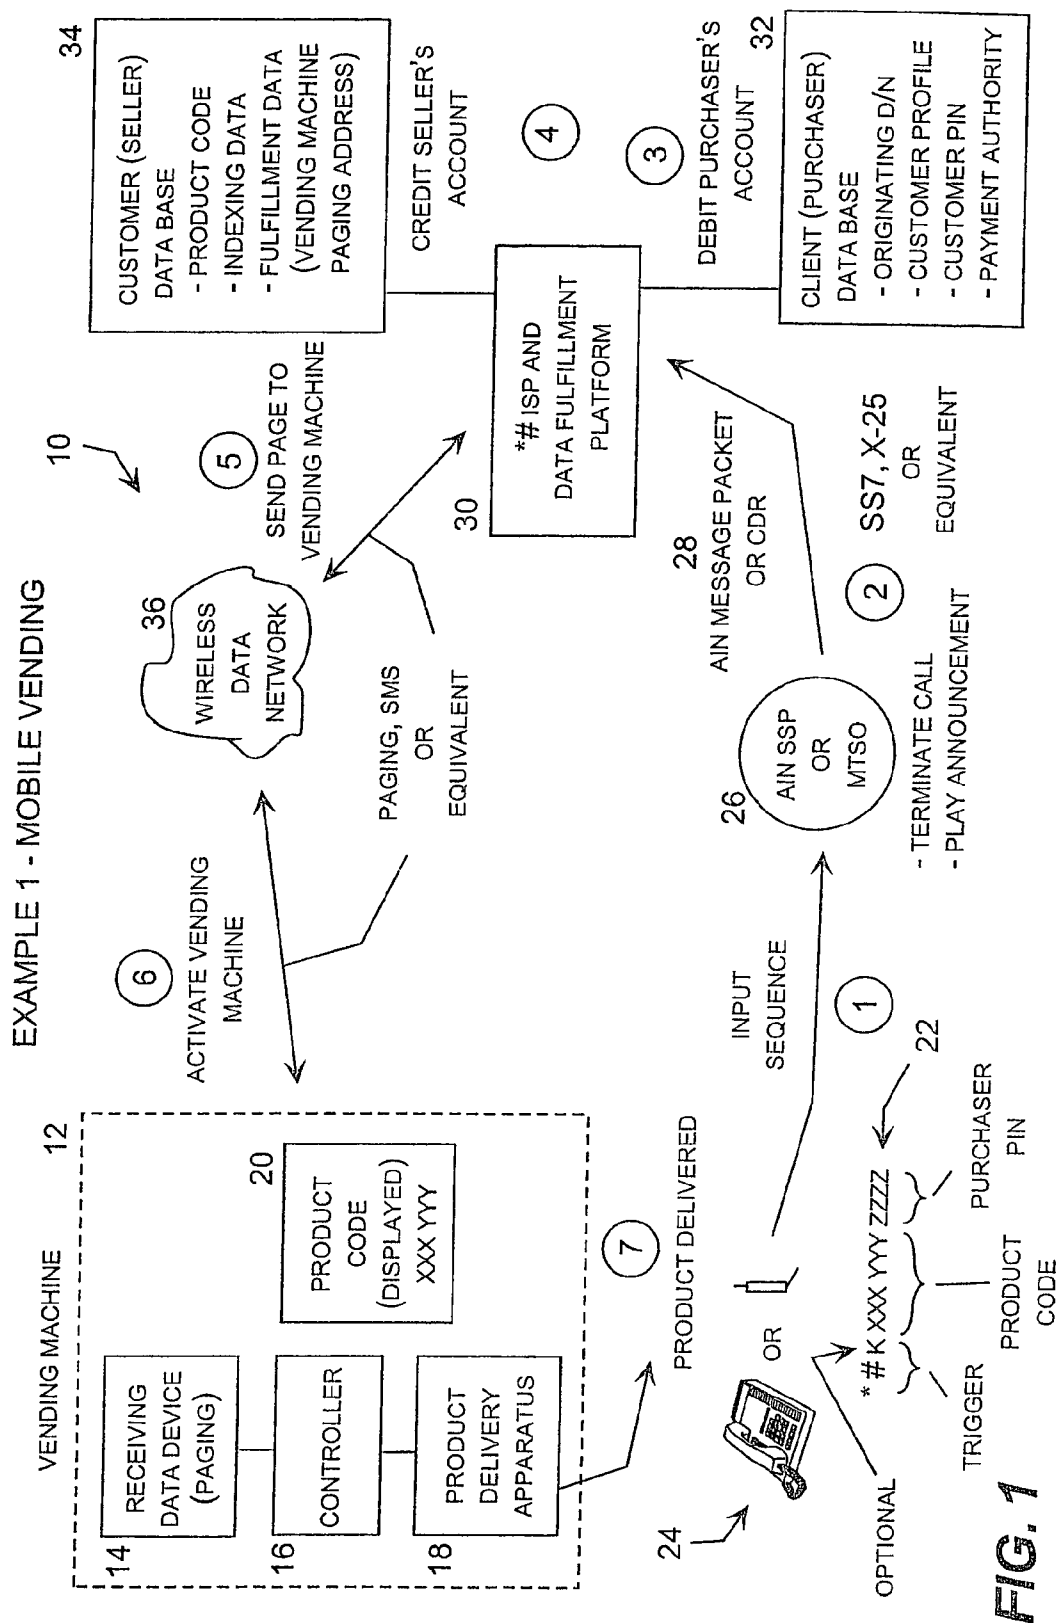 EXAMPLE 1 - MOBILE VENDING
10
VENDING MACHINE
12
14
RECEIVING
DATA DEVICE
(PAGING)
16
CONTROLLER
18
PRODUCT
DELIVERY
APPARATUS
20
PRODUCT
CODE
(DISPLAYED)
XXX YYY
6
ACTIVATE VENDING
MACHINE
36
WIRELESS
DATA
NETWORK
5
SEND PAGE TO
VENDING MACHINE
PAGING, SMS
OR
EQUIVALENT
34
CUSTOMER (SELLER)
DATA BASE
- PRODUCT CODE
- INDEXING DATA
- FULFILLMENT DATA
(VENDING MACHINE
PAGING ADDRESS)
CREDIT SELLER'S
ACCOUNT
4
30
*# ISP AND
DATA FULFILLMENT
PLATFORM
3
DEBIT PURCHASER'S
ACCOUNT
32
CLIENT (PURCHASER)
DATA BASE
- ORIGINATING D/N
- CUSTOMER PROFILE
- CUSTOMER PIN
- PAYMENT AUTHORITY
7
PRODUCT DELIVERED
24
OR
INPUT
SEQUENCE
1
26
AIN SSP
OR
MTSO
- TERMINATE CALL
- PLAY ANNOUNCEMENT
28
AIN MESSAGE PACKET
OR CDR
2
SS7, X-25
OR
EQUIVALENT
OPTIONAL
* # K XXX YYY ZZZZ
22
TRIGGER
PRODUCT
CODE
PURCHASER
PIN
FIG. 1